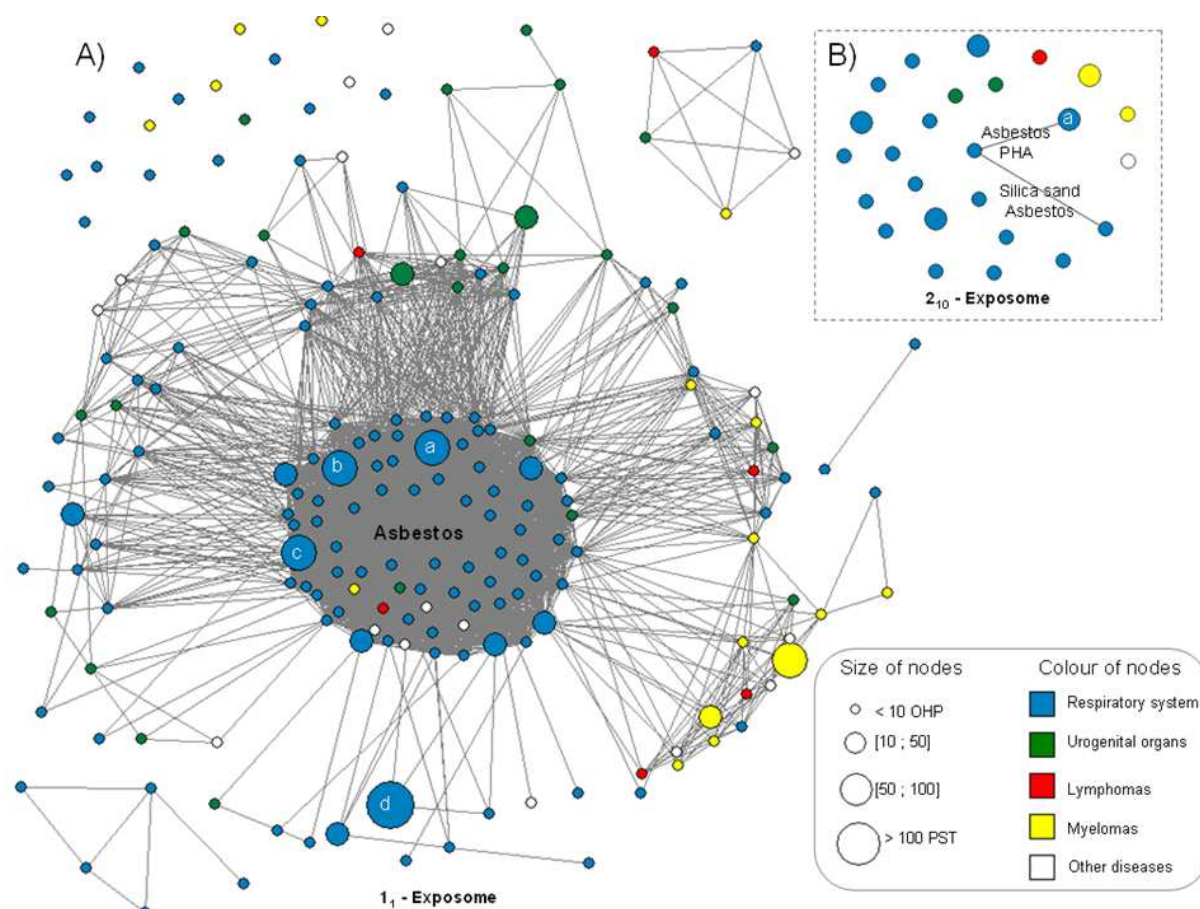 A)
B)
a
Asbestos
PHA
Silica sand
Asbestos
2₁₀ - Exposome
a
b
Asbestos
c
d
1₁ - Exposome
Size of nodes
< 10 OHP
[10 ; 50]
[50 ; 100]
> 100 PST
Colour of nodes
Respiratory system
Urogenital organs
Lymphomas
Myelomas
Other diseases